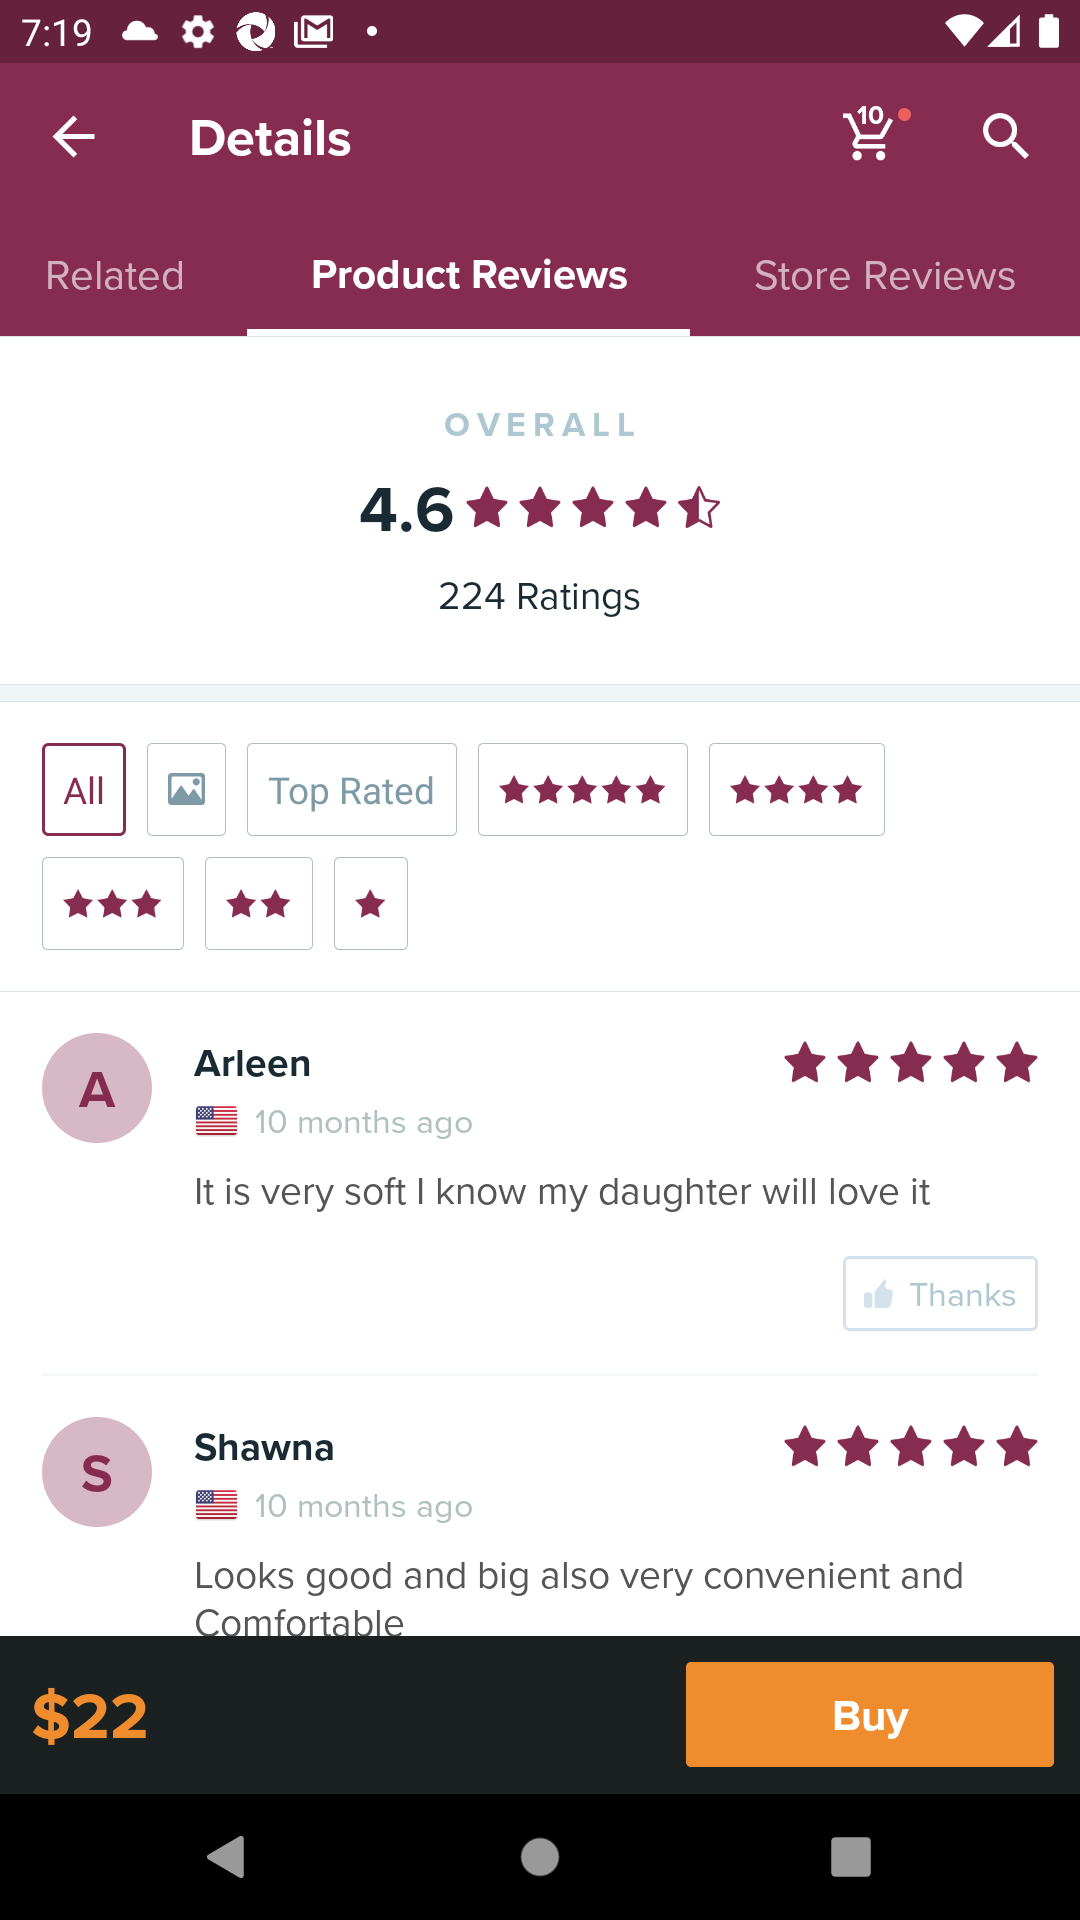 7:19
Details
10
Related
Product Reviews
Store Reviews
OVERALL
4.6
224 Ratings
All
Top Rated
A
Arleen
10 months ago
It is very soft I know my daughter will love it
Thanks
S
Shawna
10 months ago
Looks good and big also very convenient and
Comfortable
$22
Buy